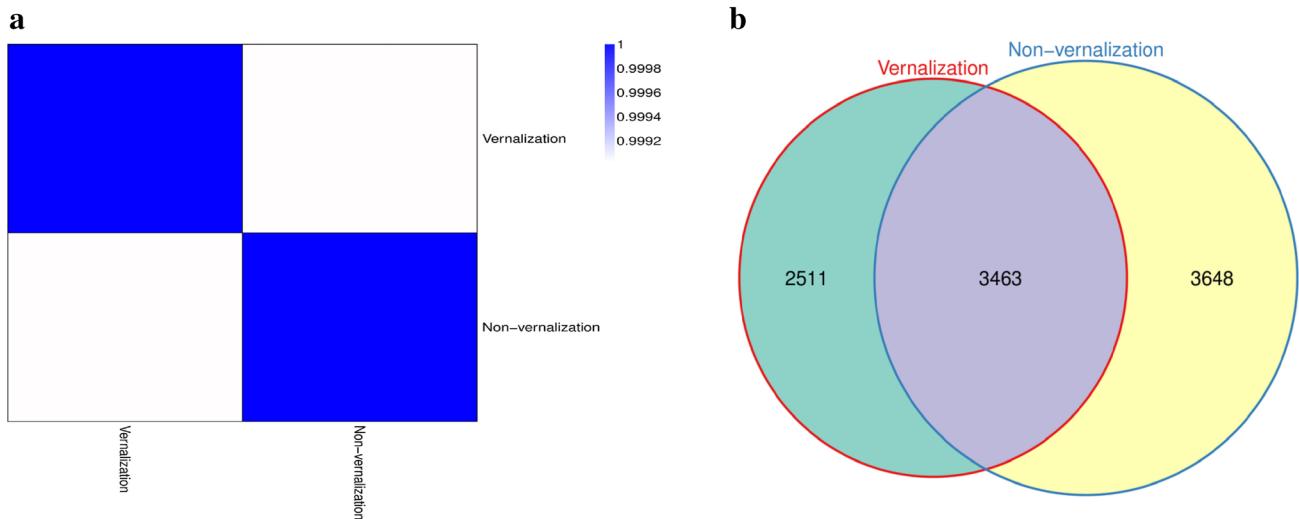 a
1
0.9998
0.9996
0.9994
0.9992
Vernalization
Non−vernalization
Vernalization
Non−vernalization
b
Non−vernalization
Vernalization
2511
3463
3648